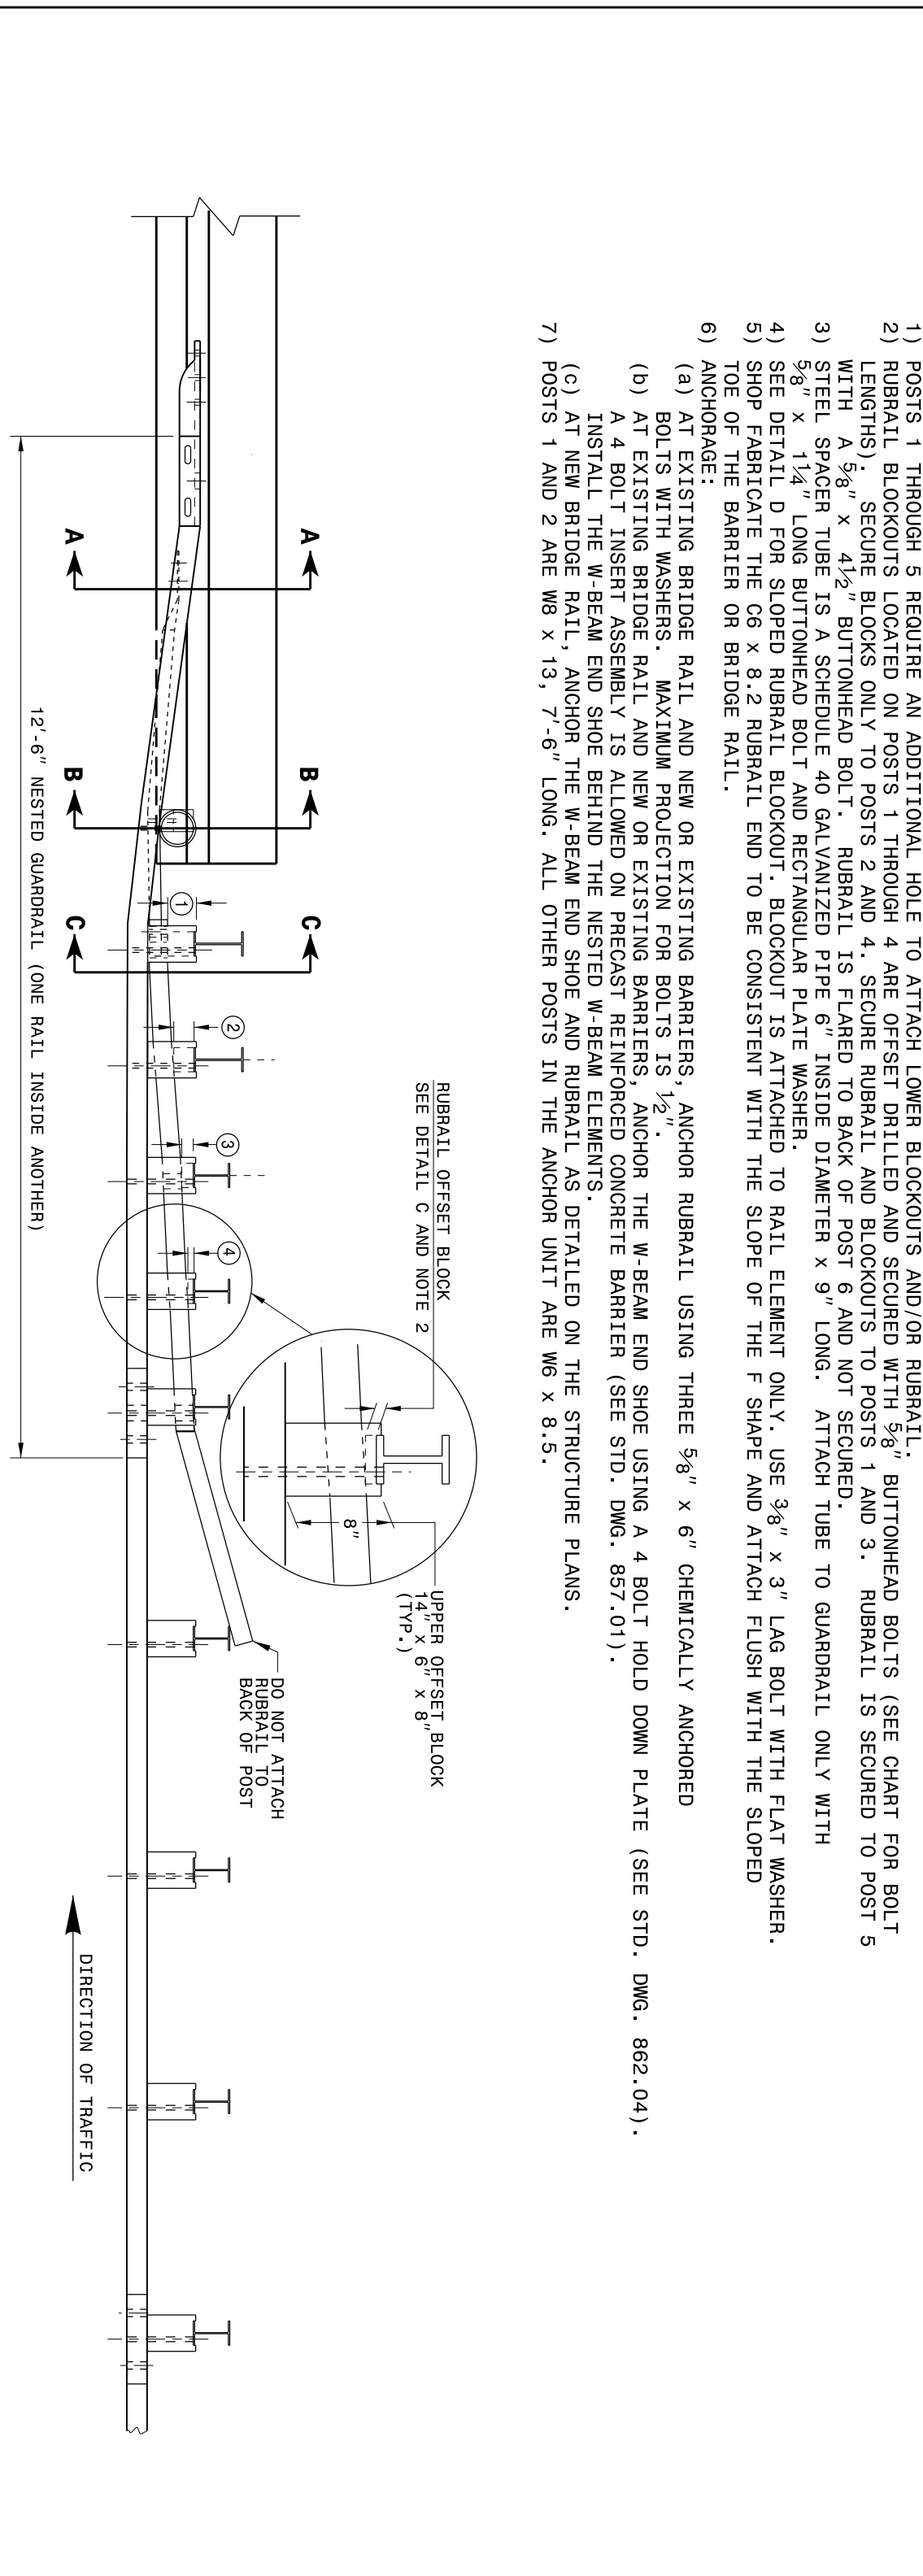 1) POSTS 1 THROUGH 5 REQUIRE AN ADDITIONAL HOLE TO ATTACH LOWER BLOCKOUTS AND/OR RUBRAIL.
2) RUBRAIL BLOCKOUTS LOCATED ON POSTS 1 THROUGH 4 ARE OFFSET DRILLED AND SECURED WITH 5/8" BUTTONHEAD BOLTS (SEE CHART FOR BOLT
LENGTHS). SECURE BLOCKS ONLY TO POSTS 2 AND 4. SECURE RUBRAIL AND BLOCKOUTS TO POSTS 1 AND 3. RUBRAIL IS SECURED TO POST 5
WITH A 5/8" x 4 1/2" BUTTONHEAD BOLT. RUBRAIL IS FLARED TO BACK OF POST 6 AND NOT SECURED.
3) STEEL SPACER TUBE IS A SCHEDULE 40 GALVANIZED PIPE 6" INSIDE DIAMETER x 9" LONG. ATTACH TUBE TO GUARDRAIL ONLY WITH
5/8" x 1 1/4" LONG BUTTONHEAD BOLT AND RECTANGULAR PLATE WASHER.
4) SEE DETAIL D FOR SLOPED RUBRAIL BLOCKOUT. BLOCKOUT IS ATTACHED TO RAIL ELEMENT ONLY. USE 3/8" x 3" LAG BOLT WITH FLAT WASHER.
5) SHOP FABRICATE THE C6 x 8.2 RUBRAIL END TO BE CONSISTENT WITH THE SLOPE OF THE F SHAPE AND ATTACH FLUSH WITH THE SLOPED
TOE OF THE BARRIER OR BRIDGE RAIL.
6) ANCHORAGE:
(a) AT EXISTING BRIDGE RAIL AND NEW OR EXISTING BARRIERS, ANCHOR RUBRAIL USING THREE 5/8" x 6" CHEMICALLY ANCHORED
BOLTS WITH WASHERS. MAXIMUM PROJECTION FOR BOLTS IS 1/2".
(b) AT EXISTING BRIDGE RAIL AND NEW OR EXISTING BARRIERS, ANCHOR THE W-BEAM END SHOE USING A 4 BOLT HOLD DOWN PLATE (SEE STD. DWG. 862.04).
A 4 BOLT INSERT ASSEMBLY IS ALLOWED ON PRECAST REINFORCED CONCRETE BARRIER (SEE STD. DWG. 857.01).
INSTALL THE W-BEAM END SHOE BEHIND THE NESTED W-BEAM ELEMENTS.
(c) AT NEW BRIDGE RAIL, ANCHOR THE W-BEAM END SHOE AND RUBRAIL AS DETAILED ON THE STRUCTURE PLANS.
7) POSTS 1 AND 2 ARE W8 x 13, 7'-6" LONG. ALL OTHER POSTS IN THE ANCHOR UNIT ARE W6 x 8.5.
RUBRAIL OFFSET BLOCK
SEE DETAIL C AND NOTE 2
UPPER OFFSET BLOCK
14" x 6" x 8"
(TYP.)
8"
DO NOT ATTACH
RUBRAIL TO
BACK OF POST
A
B
C
1
2
3
4
A
B
C
DIRECTION OF TRAFFIC
12'-6" NESTED GUARDRAIL (ONE RAIL INSIDE ANOTHER)